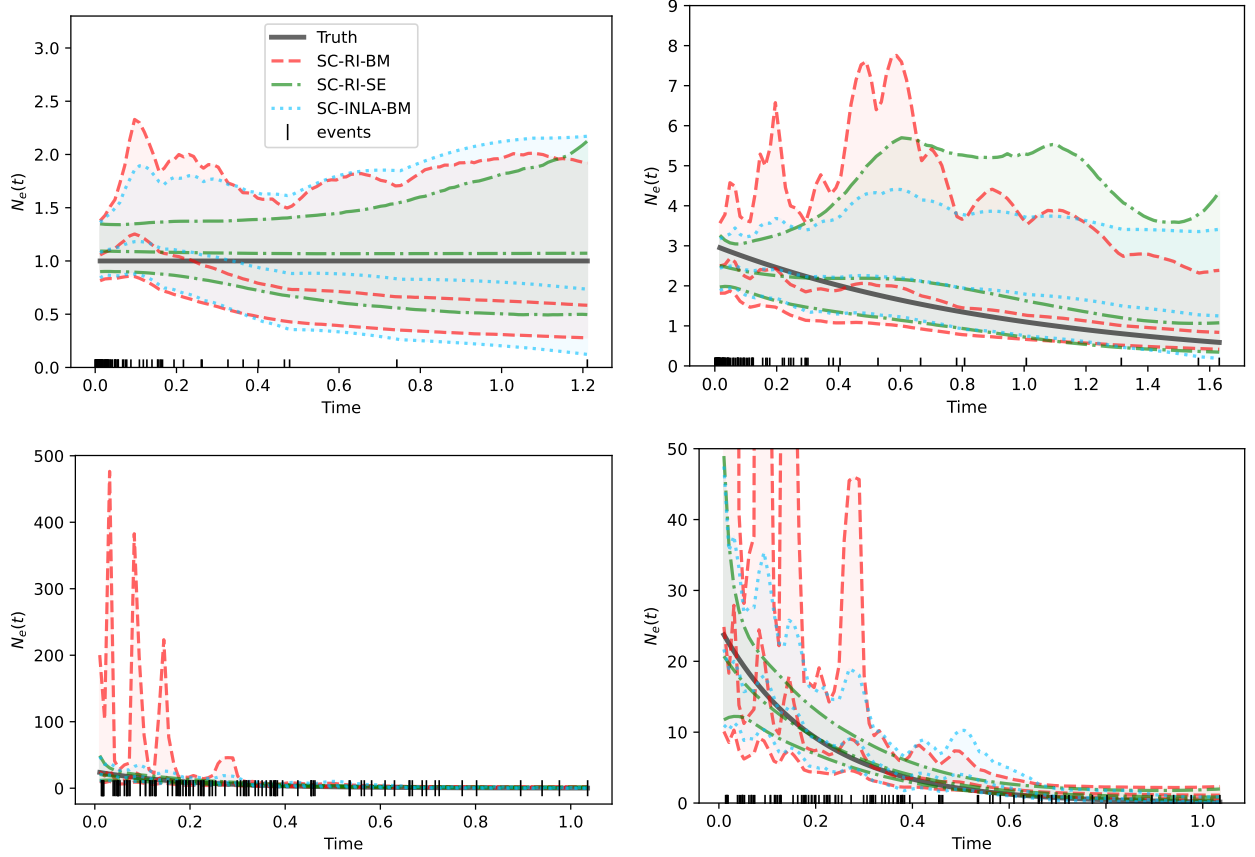 3.0
2.5
2.0
1.5
1.0
0.5
0.0
N_e(t)
Truth
SC-RI-BM
SC-RI-SE
SC-INLA-BM
events
0.0 0.2 0.4 0.6 0.8 1.0 1.2
Time
9
8
7
6
5
4
3
2
1
0
N_e(t)
0.0 0.2 0.4 0.6 0.8 1.0 1.2 1.4 1.6
Time
500
400
300
200
100
0
N_e(t)
0.0 0.2 0.4 0.6 0.8 1.0
Time
50
40
30
20
10
0
N_e(t)
0.0 0.2 0.4 0.6 0.8 1.0
Time